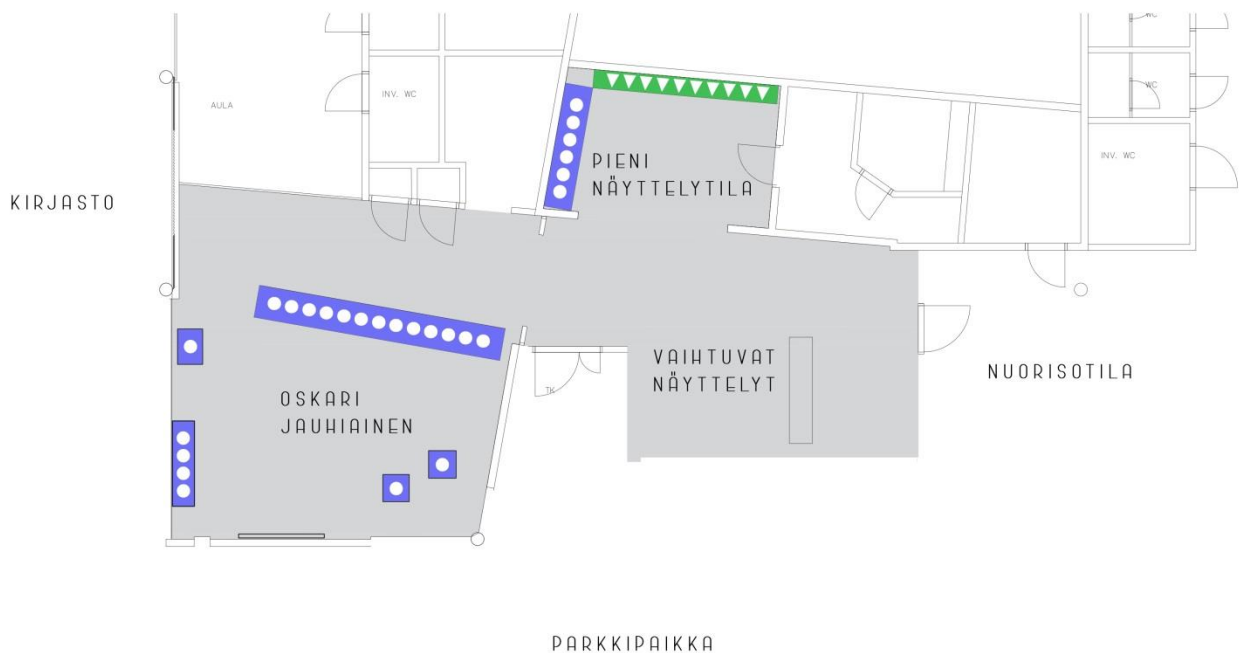 WC
AULA
INV. WC
WC
INV. WC
PIENI
NÄYTTELYTILA
KIRJASTO
VAIHTUVAT
NÄYTTELYT
NUORISOTILA
TK
OSKARI
JAUHIAINEN
PARKKIPAIKKA